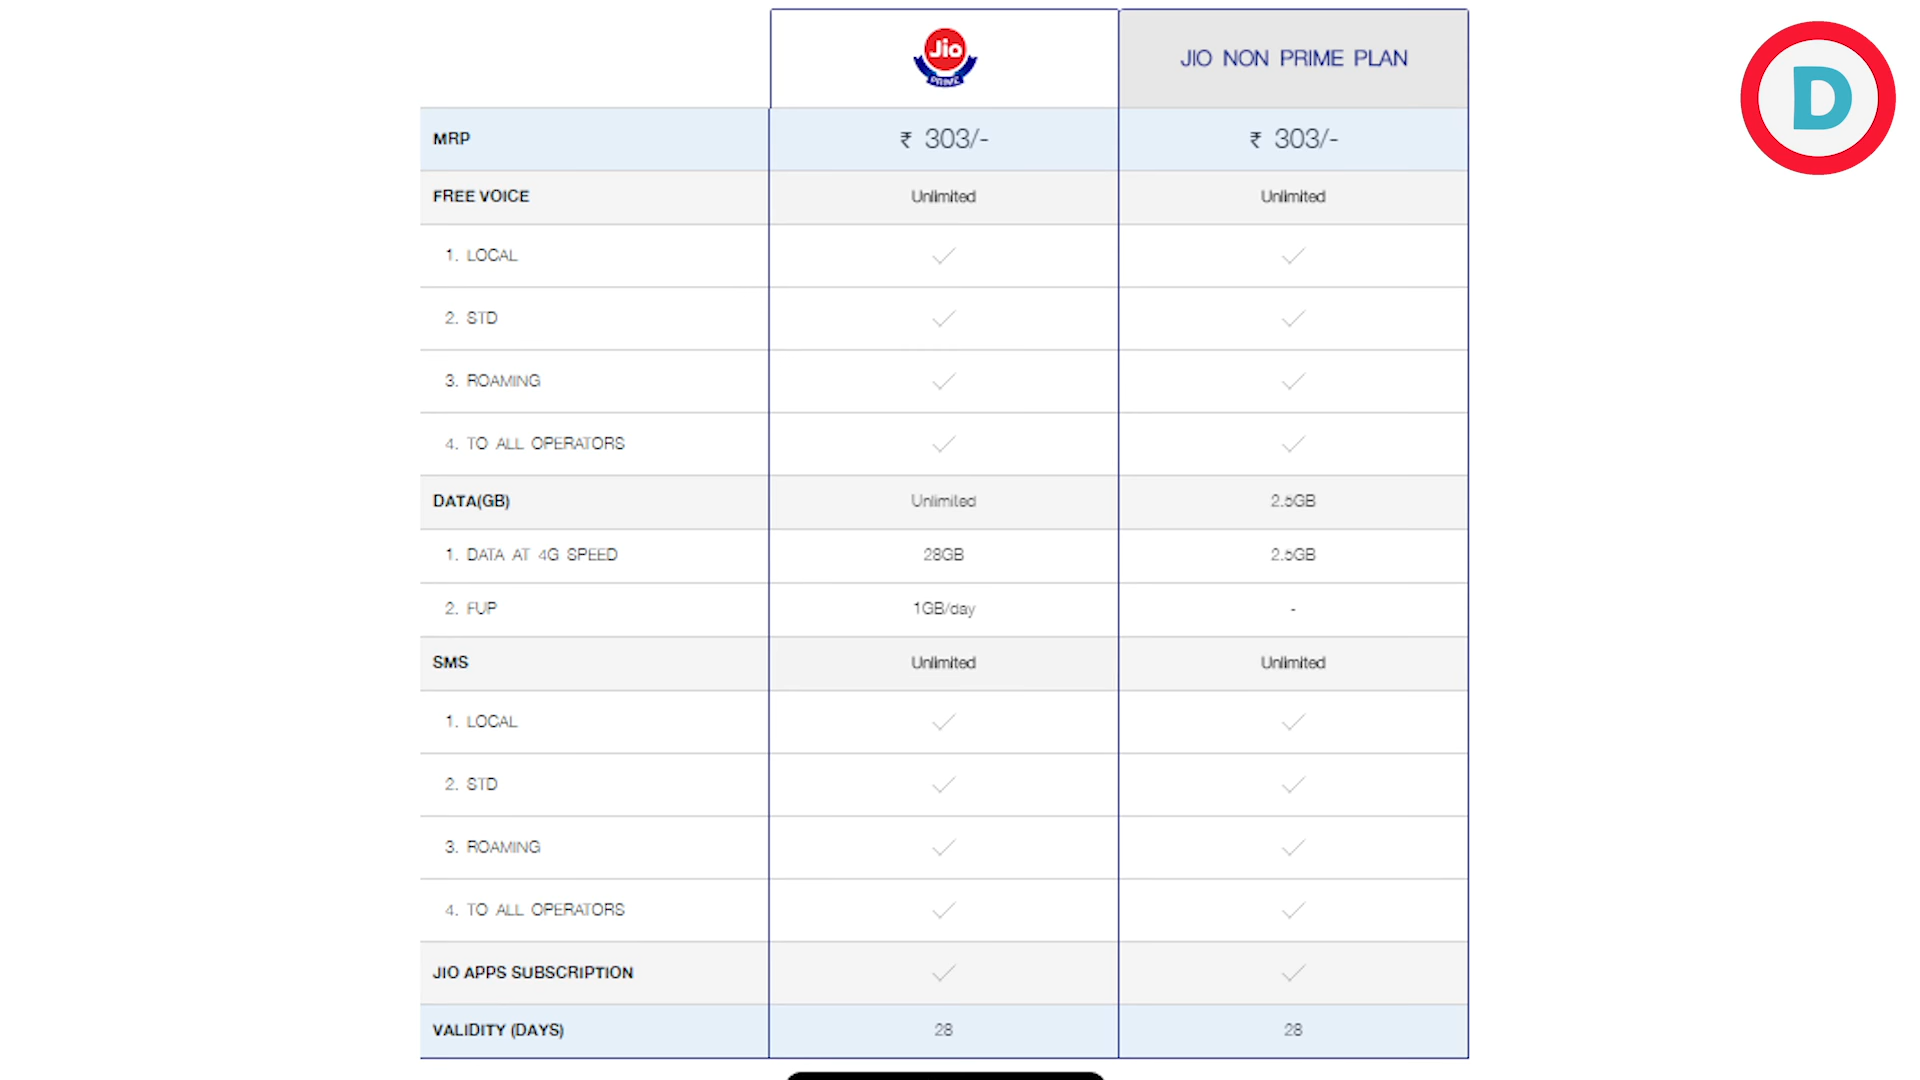 Jio
PRIME
JIO NON PRIME PLAN
D
MRP ₹ 303/- ₹ 303/-
FREE VOICE Unlimited Unlimited
1. LOCAL
2. STD
3. ROAMING
4. TO ALL OPERATORS
DATA(GB) Unlimited 2.5GB
1. DATA AT 4G SPEED 28GB 2.5GB
2. FUP 1GB/day -
SMS Unlimited Unlimited
1. LOCAL
2. STD
3. ROAMING
4. TO ALL OPERATORS
JIO APPS SUBSCRIPTION
VALIDITY (DAYS) 28 28